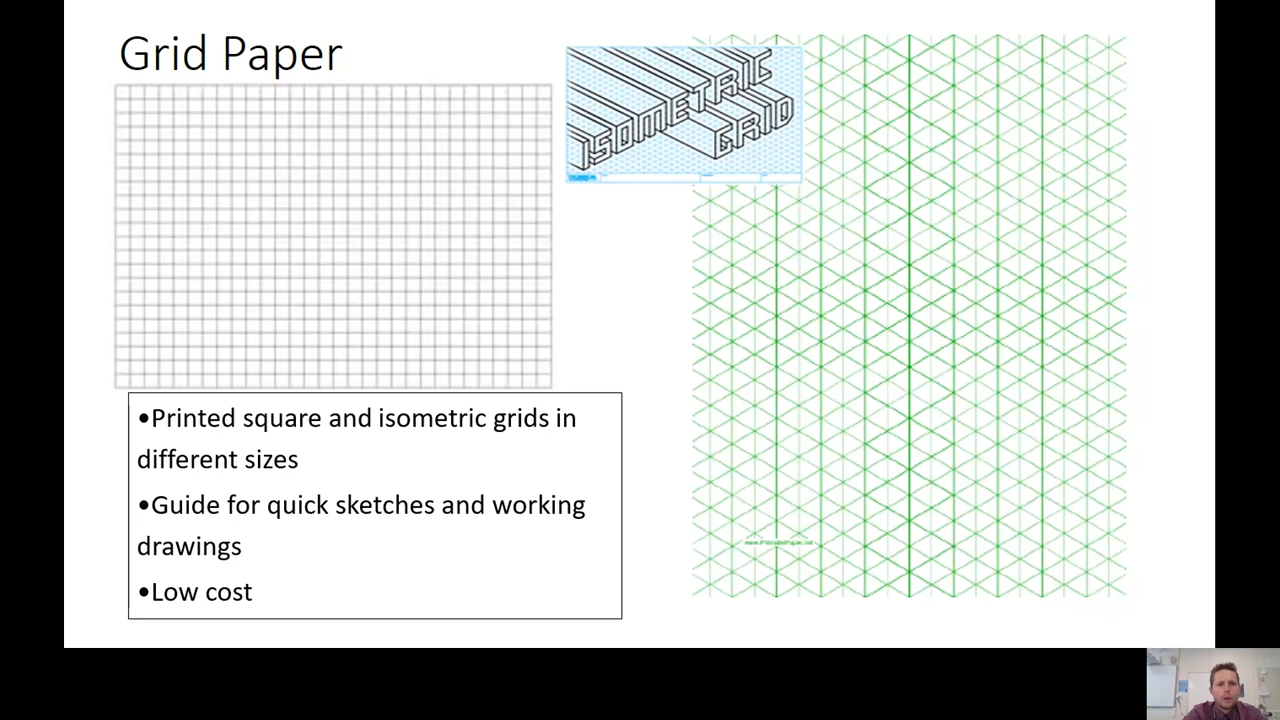 Grid Paper
ISOMETRIC
GRID
•Printed square and isometric grids in
different sizes
•Guide for quick sketches and working
drawings
•Low cost